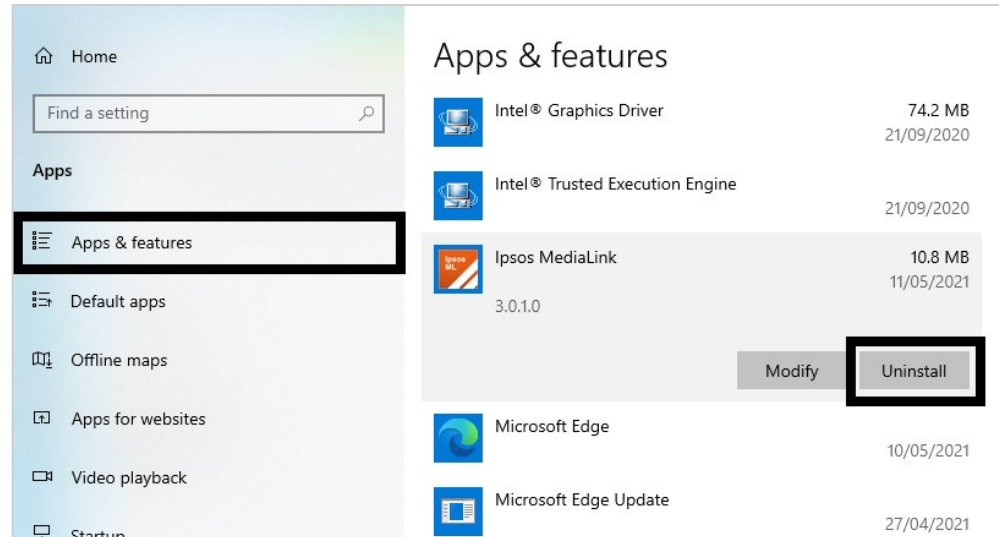 Home
Find a setting
Apps
Apps & features
Default apps
Offline maps
Apps for websites
Video playback
Startup
Apps & features
Intel® Graphics Driver
74.2 MB
21/09/2020
Intel® Trusted Execution Engine
21/09/2020
Ipsos
ML
Ipsos MediaLink
10.8 MB
11/05/2021
3.0.1.0
Modify
Uninstall
Microsoft Edge
10/05/2021
Microsoft Edge Update
27/04/2021